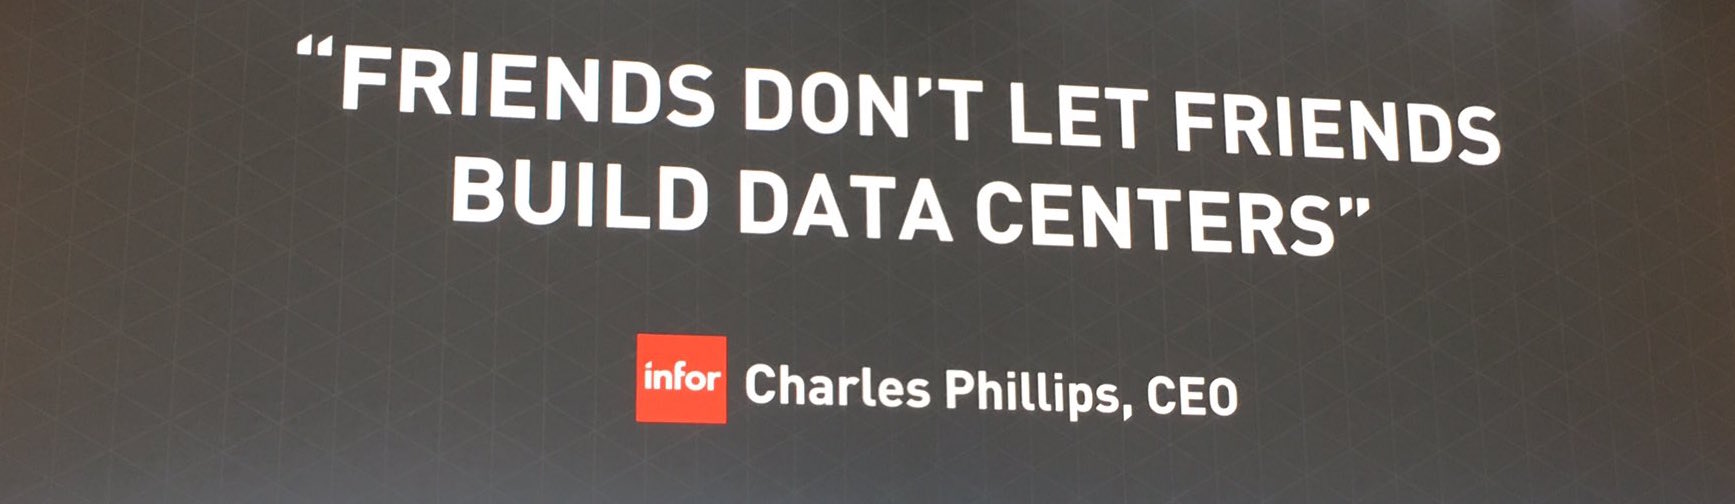 “FRIENDS DON’T LET FRIENDS
BUILD DATA CENTERS”
infor Charles Phillips, CEO